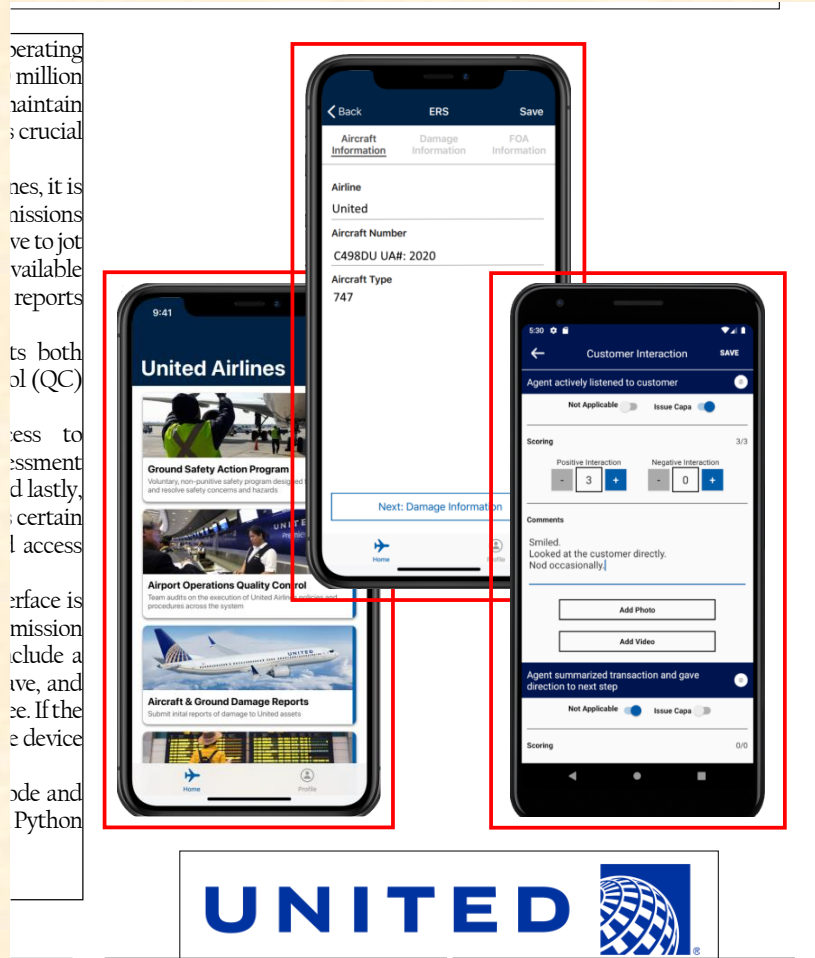 perating
million
maintain
s crucial
nes, it is
missions
ve to jot
vailable
reports
ts both
ol (QC)
cess to
essment
d lastly,
s certain
access
erface is
mission
nclude a
ave, and
ee. If the
e device
ode and
Python
Back ERS Save
Aircraft Information
Damage Information
FOA Information
Airline
United
Aircraft Number
C498DU UA#: 2020
Aircraft Type
747
Next: Damage Information
Home Profile
9:41
United Airlines
Ground Safety Action Program
Voluntary, non-punitive safety program designed
and resolve safety concerns and hazards
UNITE
Premier
Airport Operations Quality Control
Team audits on the execution of United Airlines policies and
procedures across the system
UNITED
Aircraft & Ground Damage Reports
Submit inital reports of damage to United assets
Home Profile
5:30
Customer Interaction SAVE
Agent actively listened to customer
Not Applicable Issue Capa
Scoring 3/3
Positive Interaction Negative Interaction
- 3 + - 0 +
Comments
Smiled.
Looked at the customer directly.
Nod occasionally.
Add Photo
Add Video
Agent summarized transaction and gave
direction to next step
Not Applicable Issue Capa
Scoring 0/0
UNITED
®